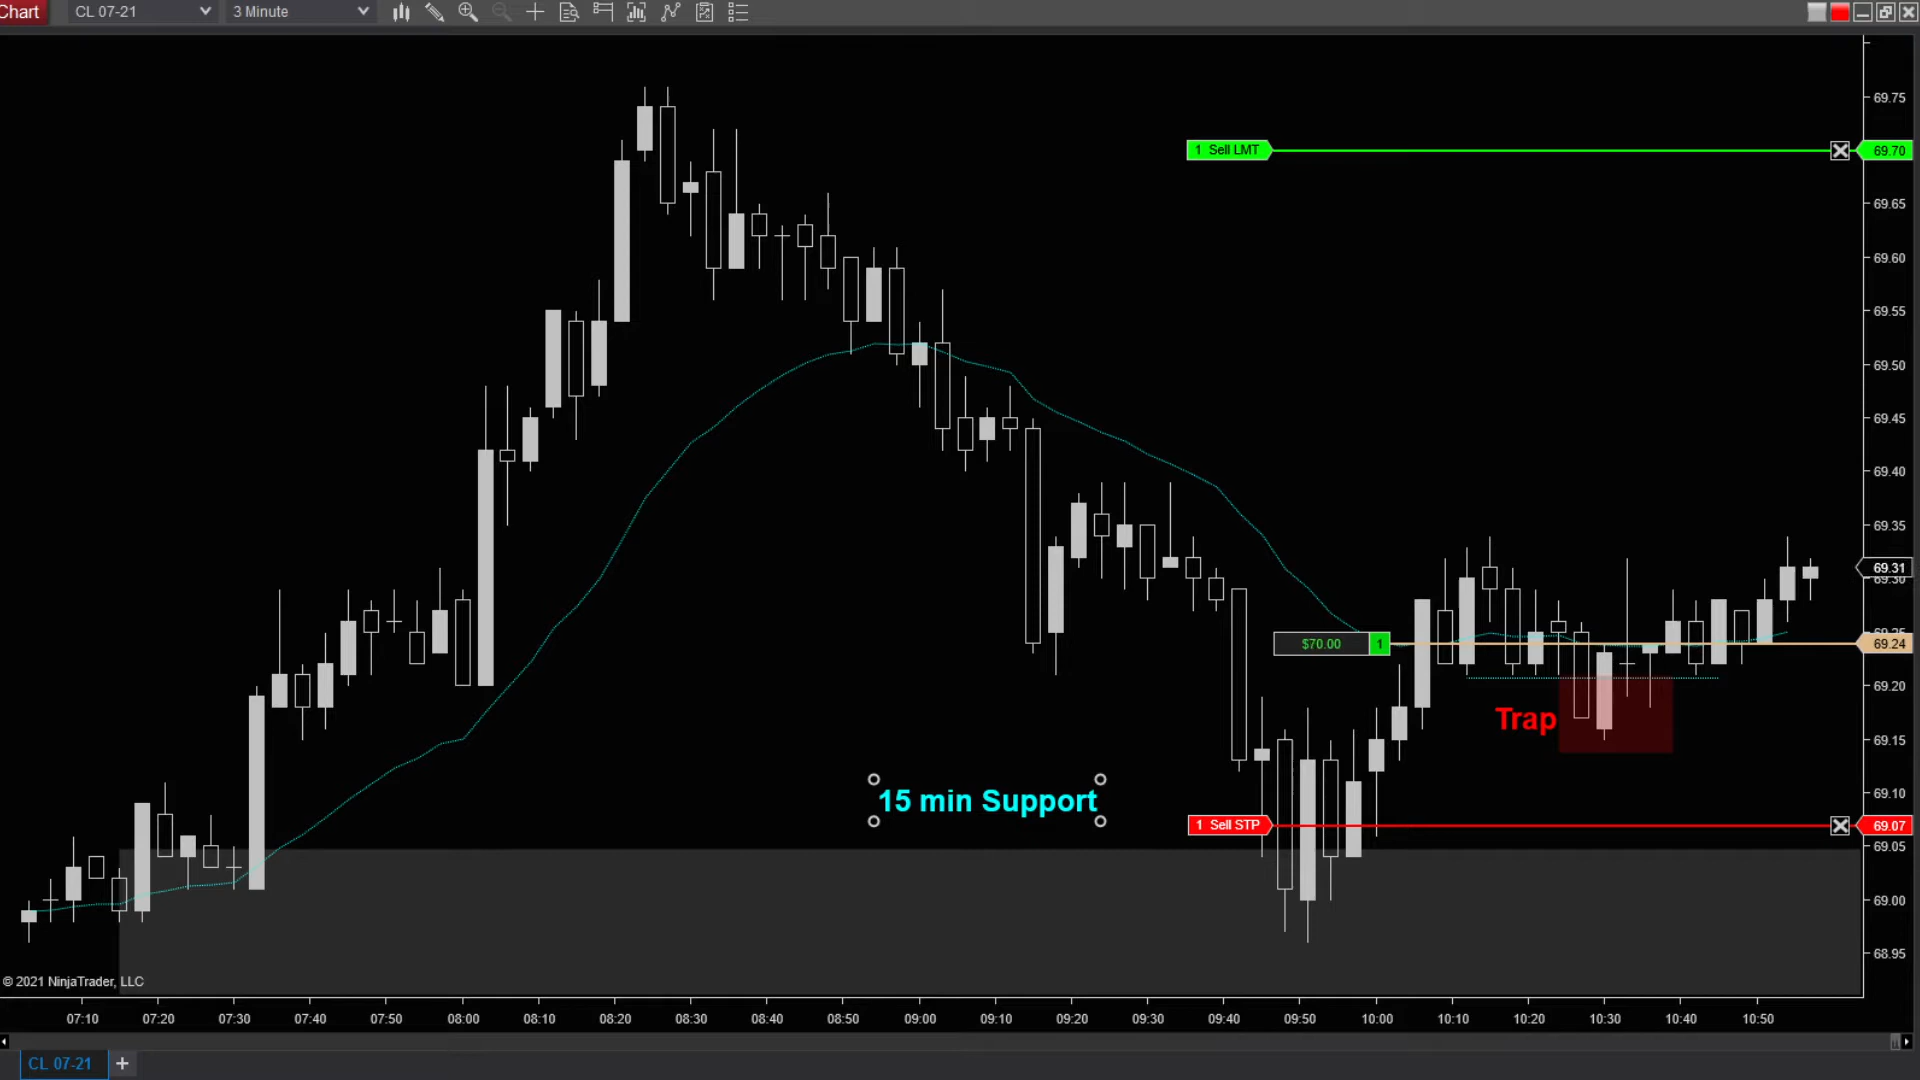 Chart CL 07-21 3 Minute
69.75
1 Sell LMT 69.70
69.65
69.60
69.55
69.50
69.45
69.40
69.35
69.31
69.30
69.25
$70.00 1 69.24
69.20
Trap
69.15
69.10
15 min Support
1 Sell STP 69.07
69.05
69.00
68.95
© 2021 NinjaTrader, LLC
07:10 07:20 07:30 07:40 07:50 08:00 08:10 08:20 08:30 08:40 08:50 09:00 09:10 09:20 09:30 09:40 09:50 10:00 10:10 10:20 10:30 10:40 10:50
CL 07-21 +